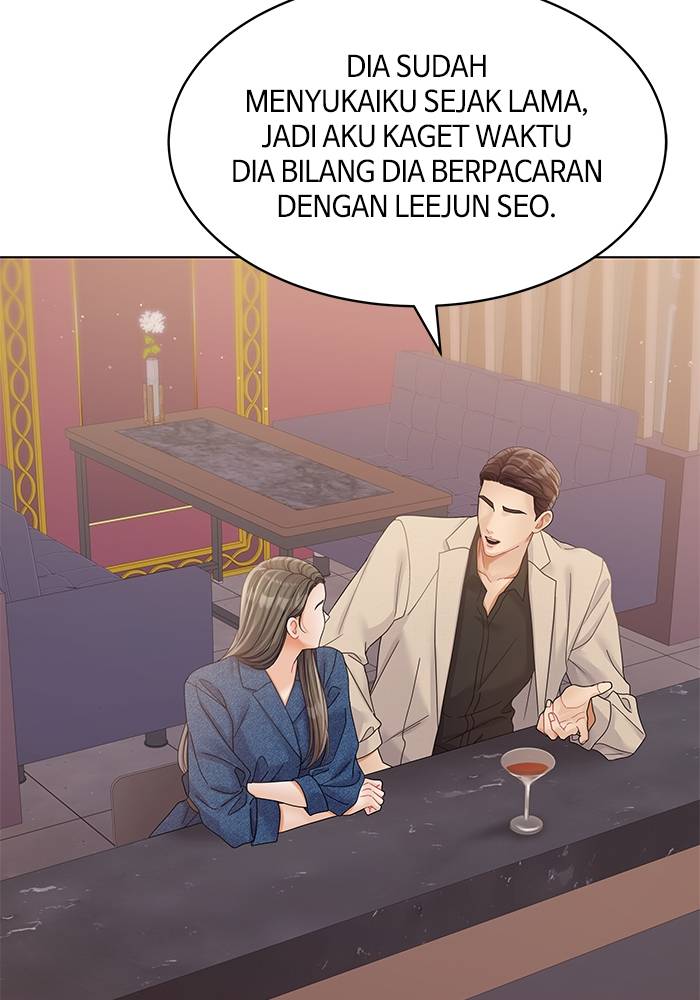 DIA SUDAH
MENYUKAIKU SEJAK LAMA,
JADI AKU KAGET WAKTU
DIA BILANG DIA BERPACARAN
DENGAN LEEJUN SEO.